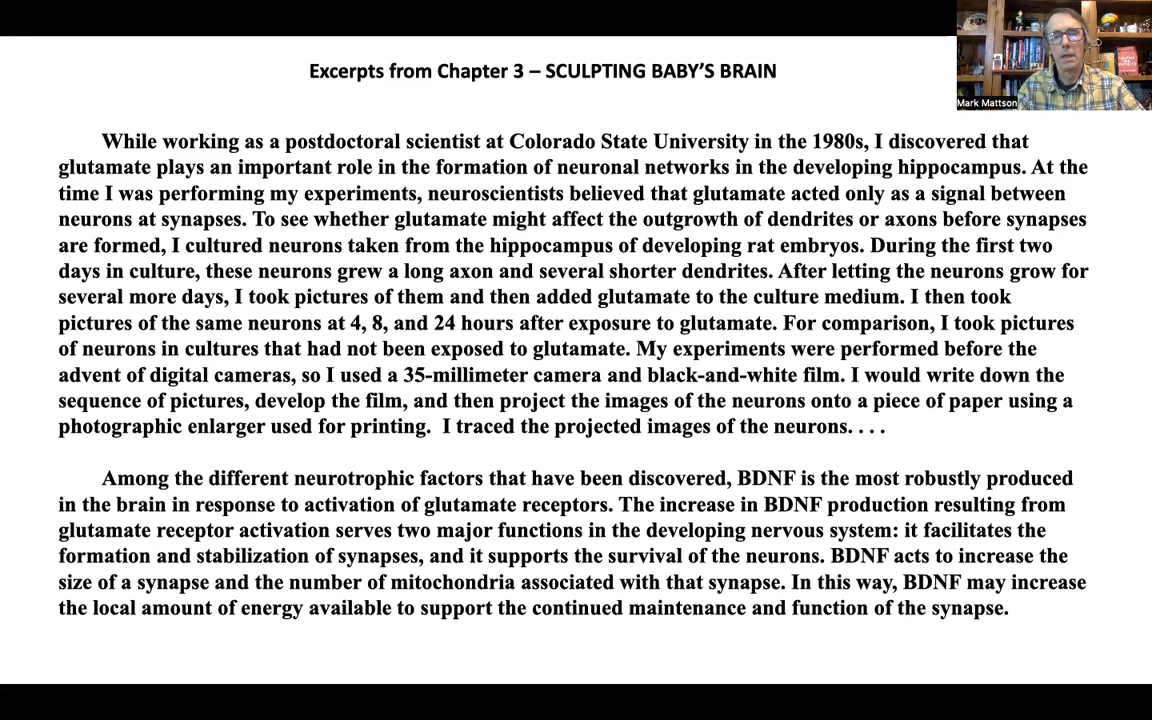 Excerpts from Chapter 3 – SCULPTING BABY'S BRAIN
Mark Mattson
While working as a postdoctoral scientist at Colorado State University in the 1980s, I discovered that
glutamate plays an important role in the formation of neuronal networks in the developing hippocampus. At the
time I was performing my experiments, neuroscientists believed that glutamate acted only as a signal between
neurons at synapses. To see whether glutamate might affect the outgrowth of dendrites or axons before synapses
are formed, I cultured neurons taken from the hippocampus of developing rat embryos. During the first two
days in culture, these neurons grew a long axon and several shorter dendrites. After letting the neurons grow for
several more days, I took pictures of them and then added glutamate to the culture medium. I then took
pictures of the same neurons at 4, 8, and 24 hours after exposure to glutamate. For comparison, I took pictures
of neurons in cultures that had not been exposed to glutamate. My experiments were performed before the
advent of digital cameras, so I used a 35-millimeter camera and black-and-white film. I would write down the
sequence of pictures, develop the film, and then project the images of the neurons onto a piece of paper using a
photographic enlarger used for printing. I traced the projected images of the neurons. . . .
Among the different neurotrophic factors that have been discovered, BDNF is the most robustly produced
in the brain in response to activation of glutamate receptors. The increase in BDNF production resulting from
glutamate receptor activation serves two major functions in the developing nervous system: it facilitates the
formation and stabilization of synapses, and it supports the survival of the neurons. BDNF acts to increase the
size of a synapse and the number of mitochondria associated with that synapse. In this way, BDNF may increase
the local amount of energy available to support the continued maintenance and function of the synapse.